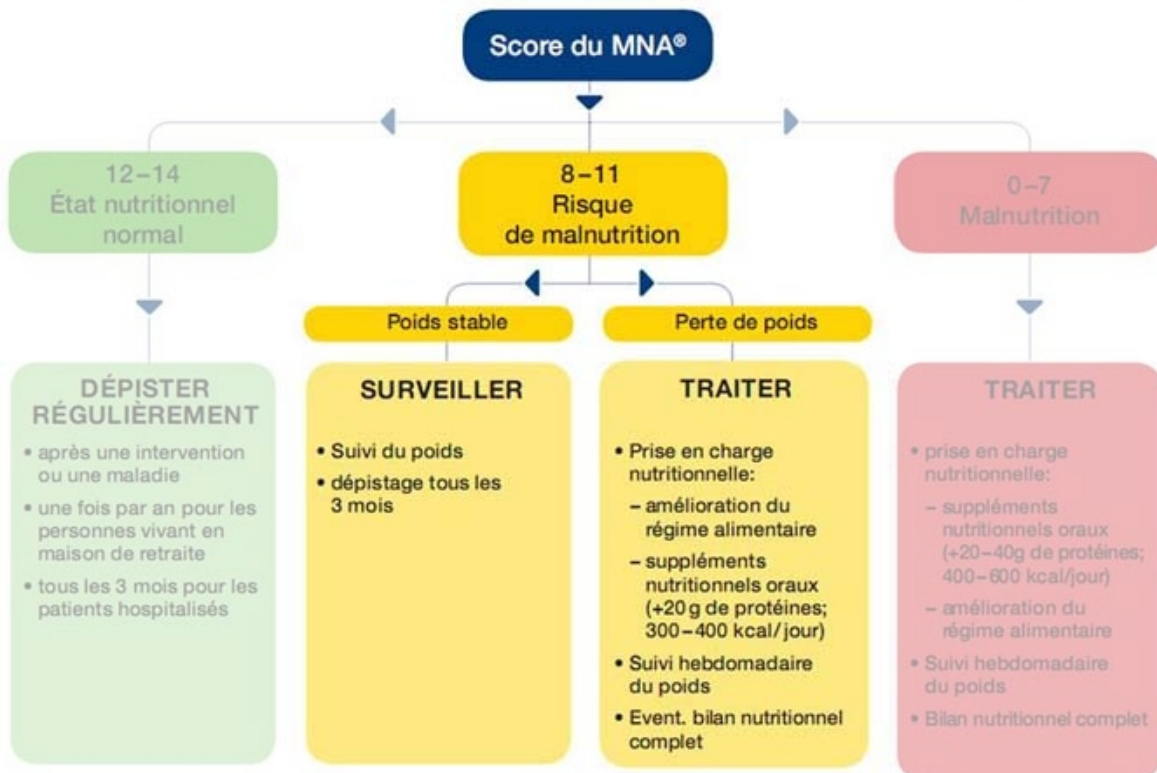 Score du MNA®
12–14
État nutritionnel
normal
8–11
Risque
de malnutrition
0–7
Malnutrition
Poids stable
Perte de poids
DÉPISTER
RÉGULIÈREMENT
• après une intervention
ou une maladie
• une fois par an pour les
personnes vivant en
maison de retraite
• tous les 3 mois pour les
patients hospitalisés
SURVEILLER
• Suivi du poids
• dépistage tous les
3 mois
TRAITER
• Prise en charge
nutritionnelle:
– amélioration du
régime alimentaire
– suppléments
nutritionnels oraux
(+20 g de protéines;
300–400 kcal/jour)
• Suivi hebdomadaire
du poids
• Event. bilan nutritionnel
complet
TRAITER
• prise en charge
nutritionnelle:
– suppléments
nutritionnels oraux
(+20–40g de protéines;
400–600 kcal/jour)
– amélioration du
régime alimentaire
• Suivi hebdomadaire
du poids
• Bilan nutritionnel complet